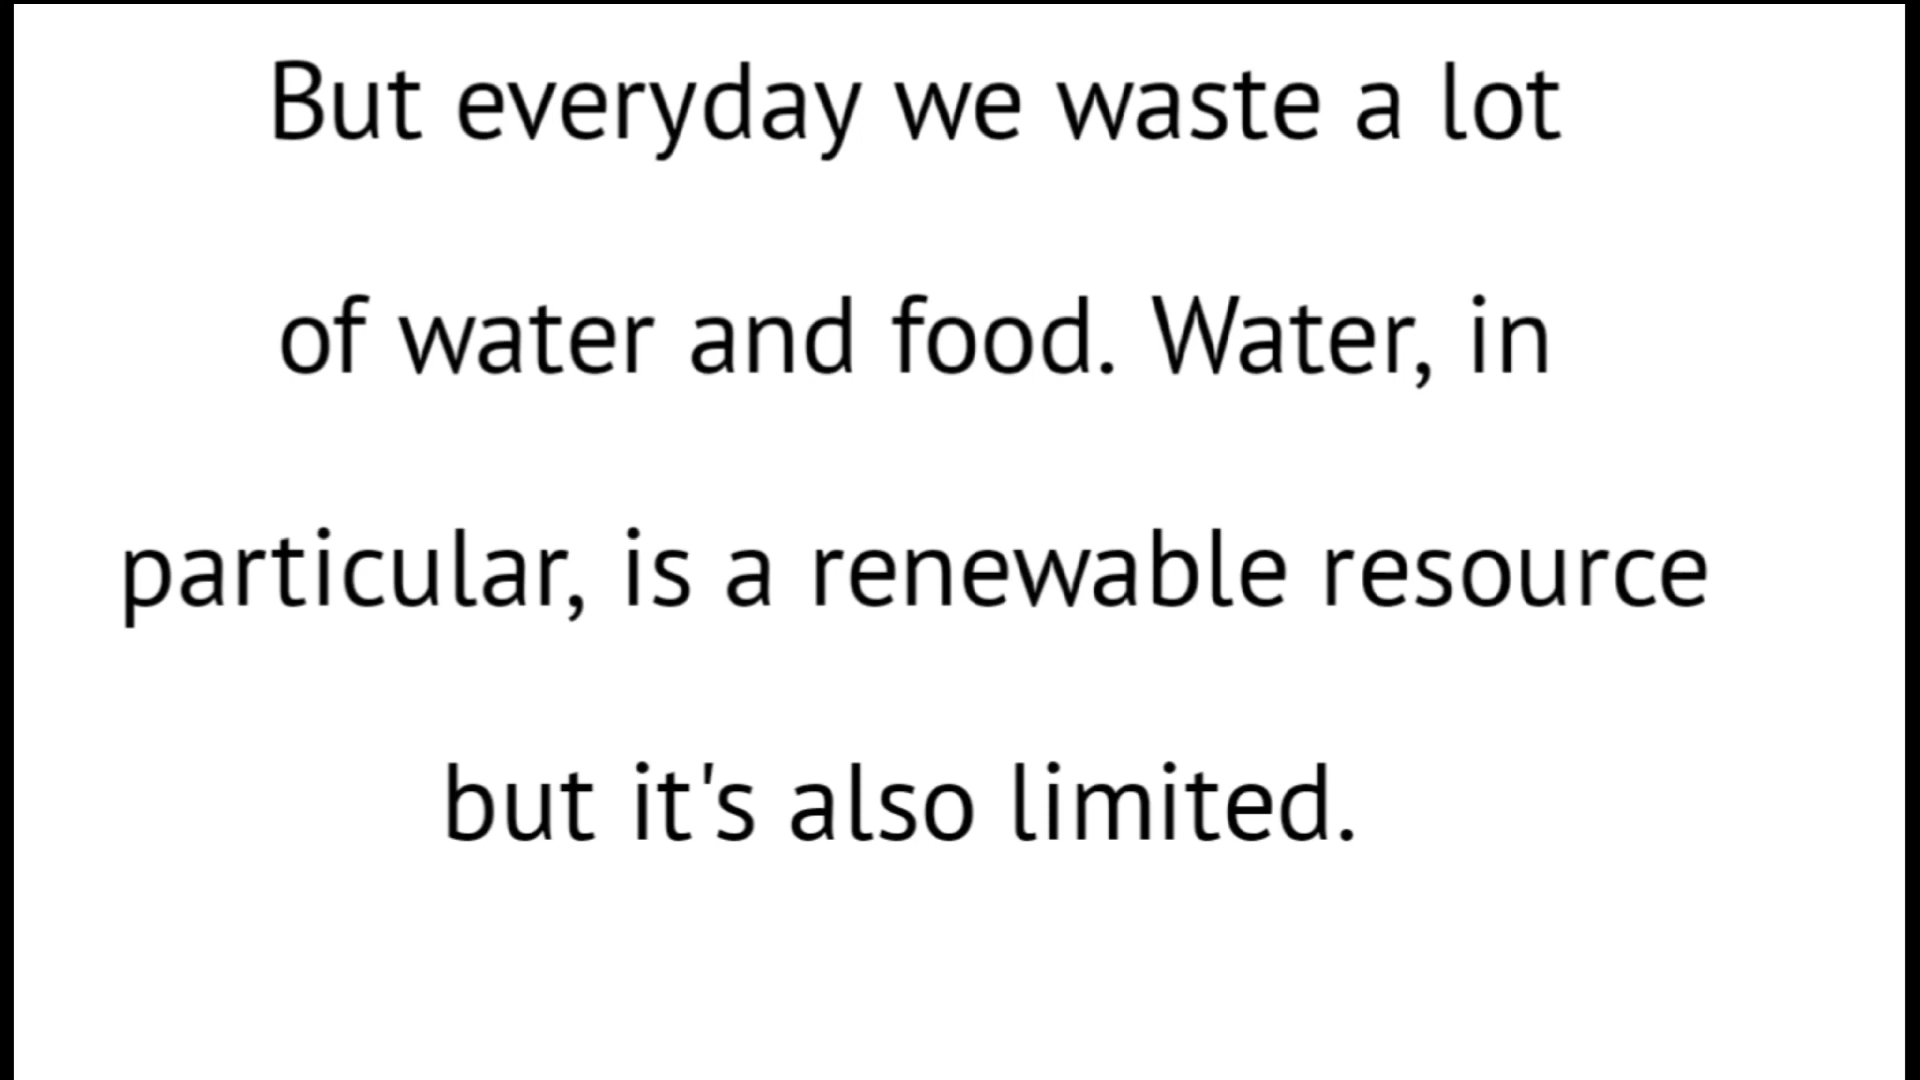 But everyday we waste a lot
of water and food. Water, in
particular, is a renewable resource
but it's also limited.